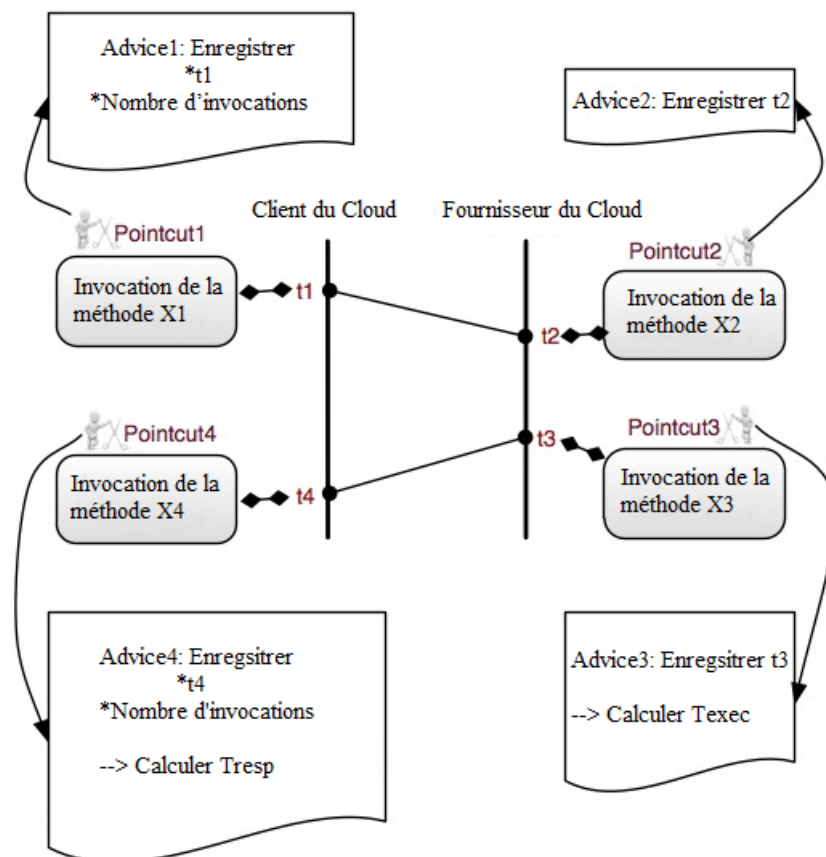 Advice1: Enregistrer
*t1
*Nombre d'invocations
Advice2: Enregistrer t2
Client du Cloud
Fournisseur du Cloud
Pointcut1
Pointcut2
Invocation de la
méthode X1
t1
t2
Invocation de la
méthode X2
Pointcut4
Pointcut3
Invocation de la
méthode X4
t4
t3
Invocation de la
méthode X3
Advice4: Enregsitrer
*t4
*Nombre d'invocations
--> Calculer Tresp
Advice3: Enregsitrer t3
--> Calculer Texec